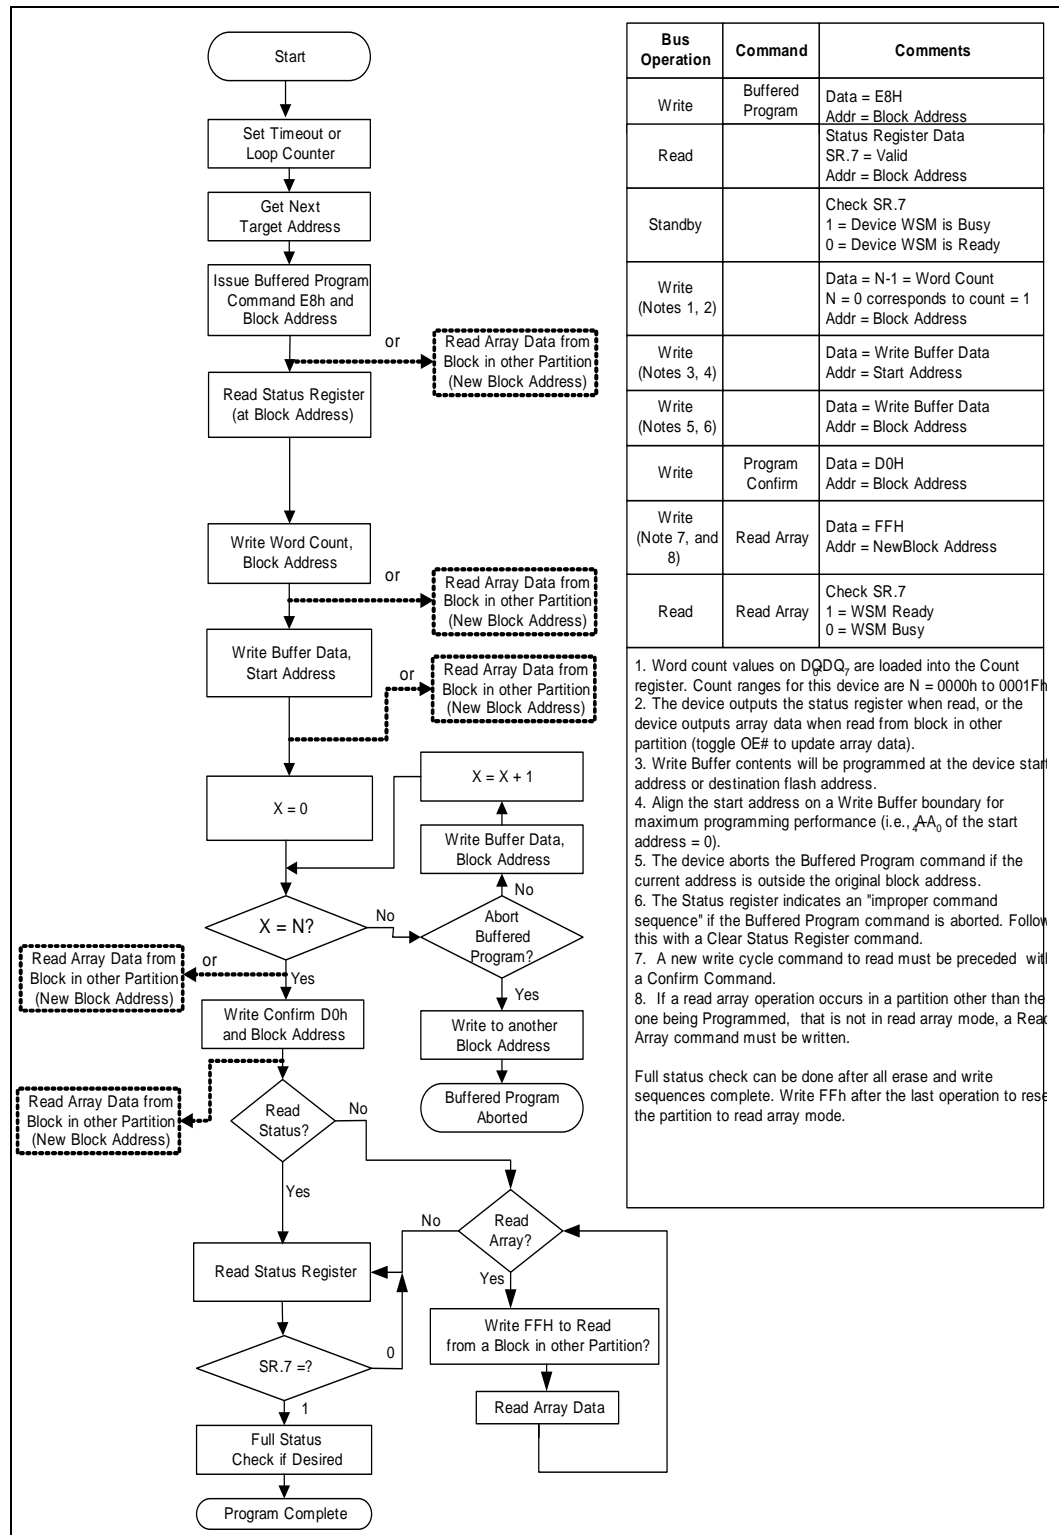 Start
Set Timeout or
Loop Counter
Get Next
Target Address
Issue Buffered Program
Command E8h and
Block Address
or
Read Array Data from
Block in other Partition
(New Block Address)
Read Status Register
(at Block Address)
Write Word Count,
Block Address
or
Read Array Data from
Block in other Partition
(New Block Address)
Write Buffer Data,
Start Address
or
Read Array Data from
Block in other Partition
(New Block Address)
X = 0
X = X + 1
Write Buffer Data,
Block Address
No
X = N?
No
Abort
Buffered
Program?
Read Array Data from
Block in other Partition
(New Block Address)
or
Yes
Yes
Write Confirm D0h
and Block Address
Write to another
Block Address
Buffered Program
Aborted
Read Array Data from
Block in other Partition
(New Block Address)
Read
Status?
No
Yes
Read
Array?
No
Yes
Read Status Register
Write FFH to Read
from a Block in other Partition?
SR.7 =?
0
1
Read Array Data
Full Status
Check if Desired
Program Complete
Bus
Operation
Command
Comments
Write
Buffered
Program
Data = E8H
Addr = Block Address
Read
Status Register Data
SR.7 = Valid
Addr = Block Address
Standby
Check SR.7
1 = Device WSM is Busy
0 = Device WSM is Ready
Write
(Notes 1, 2)
Data = N-1 = Word Count
N = 0 corresponds to count = 1
Addr = Block Address
Write
(Notes 3, 4)
Data = Write Buffer Data
Addr = Start Address
Write
(Notes 5, 6)
Data = Write Buffer Data
Addr = Block Address
Write
Program
Confirm
Data = D0H
Addr = Block Address
Write
(Note 7, and
8)
Read Array
Data = FFH
Addr = NewBlock Address
Read
Read Array
Check SR.7
1 = WSM Ready
0 = WSM Busy
1. Word count values on DQ0-DQ7 are loaded into the Count
register. Count ranges for this device are N = 0000h to 0001Fh
2. The device outputs the status register when read, or the
device outputs array data when read from block in other
partition (toggle OE# to update array data).
3. Write Buffer contents will be programmed at the device start
address or destination flash address.
4. Align the start address on a Write Buffer boundary for
maximum programming performance (i.e., A4-A0 of the start
address = 0).
5. The device aborts the Buffered Program command if the
current address is outside the original block address.
6. The Status register indicates an "improper command
sequence" if the Buffered Program command is aborted. Follow
this with a Clear Status Register command.
7. A new write cycle command to read must be preceded wit
a Confirm Command.
8. If a read array operation occurs in a partition other than the
one being Programmed, that is not in read array mode, a Rea
Array command must be written.
Full status check can be done after all erase and write
sequences complete. Write FFh after the last operation to rese
the partition to read array mode.